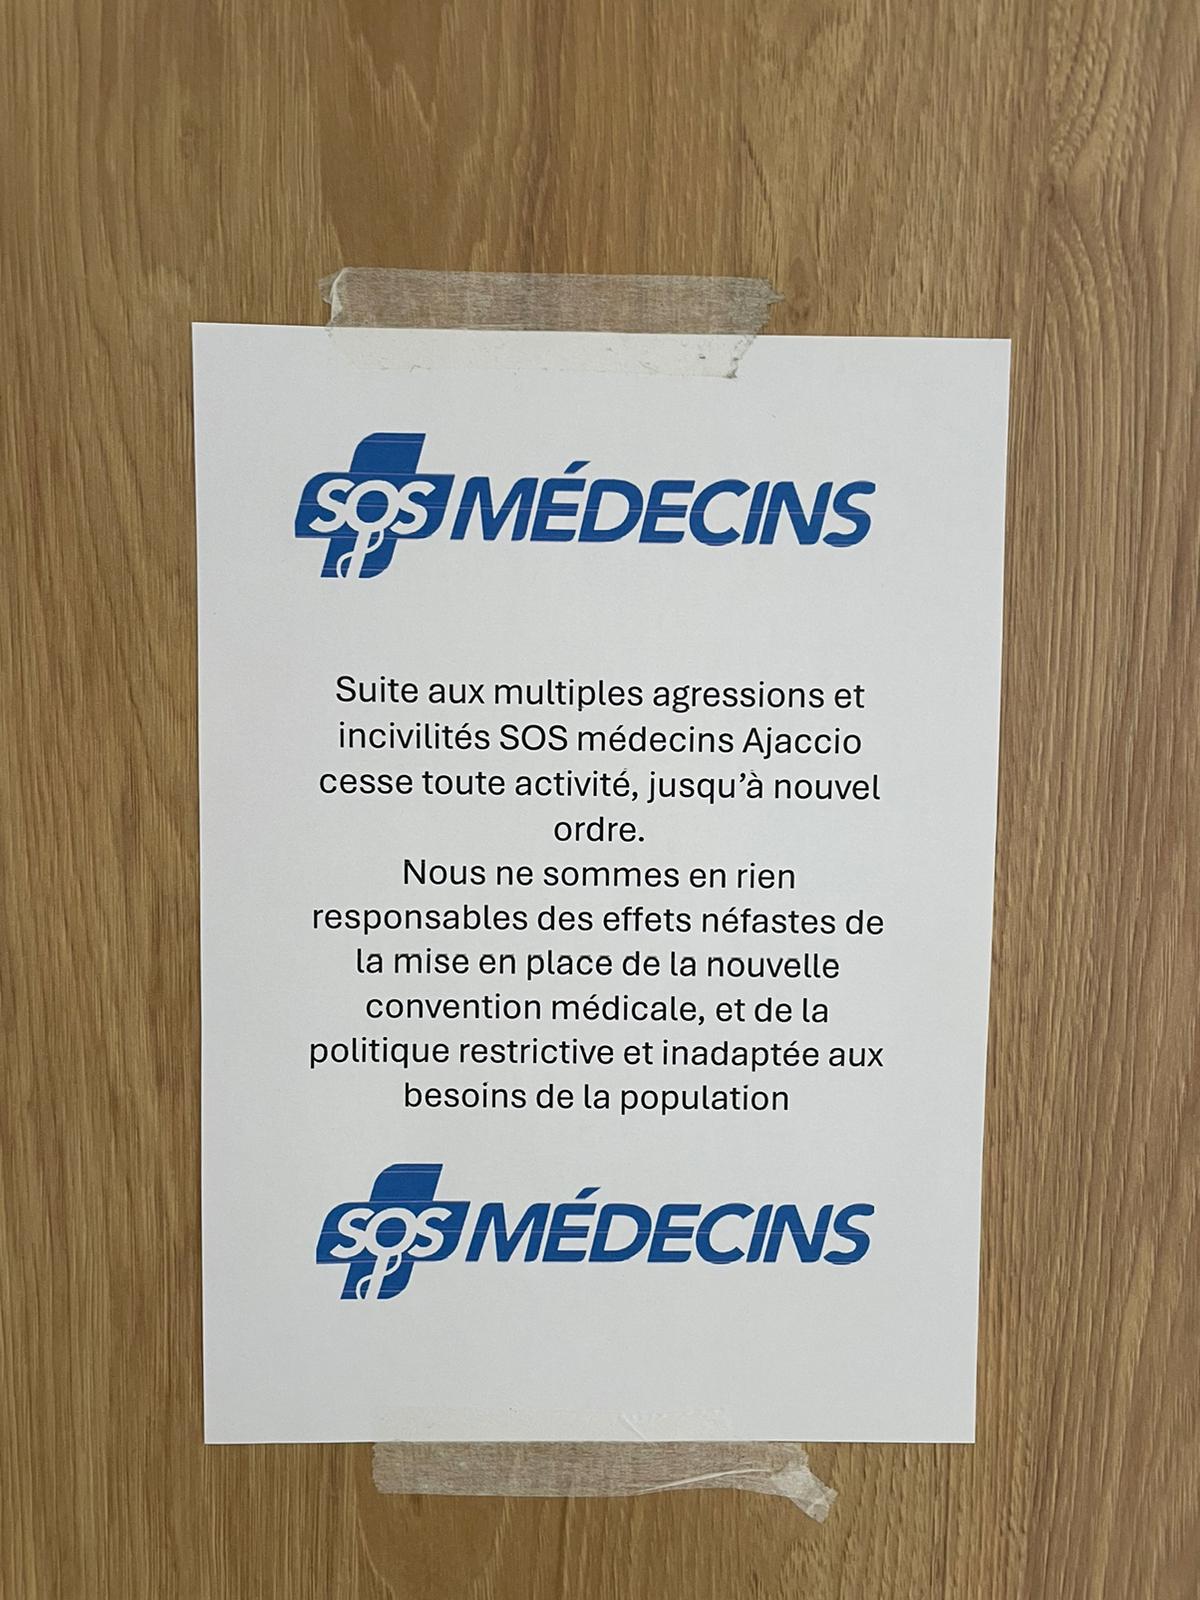 SOS MÉDECINS
Suite aux multiples agressions et
incivilités SOS médecins Ajaccio
cesse toute activité, jusqu'à nouvel
ordre.
Nous ne sommes en rien
responsables des effets néfastes de
la mise en place de la nouvelle
convention médicale, et de la
politique restrictive et inadaptée aux
besoins de la population
SOS MÉDECINS